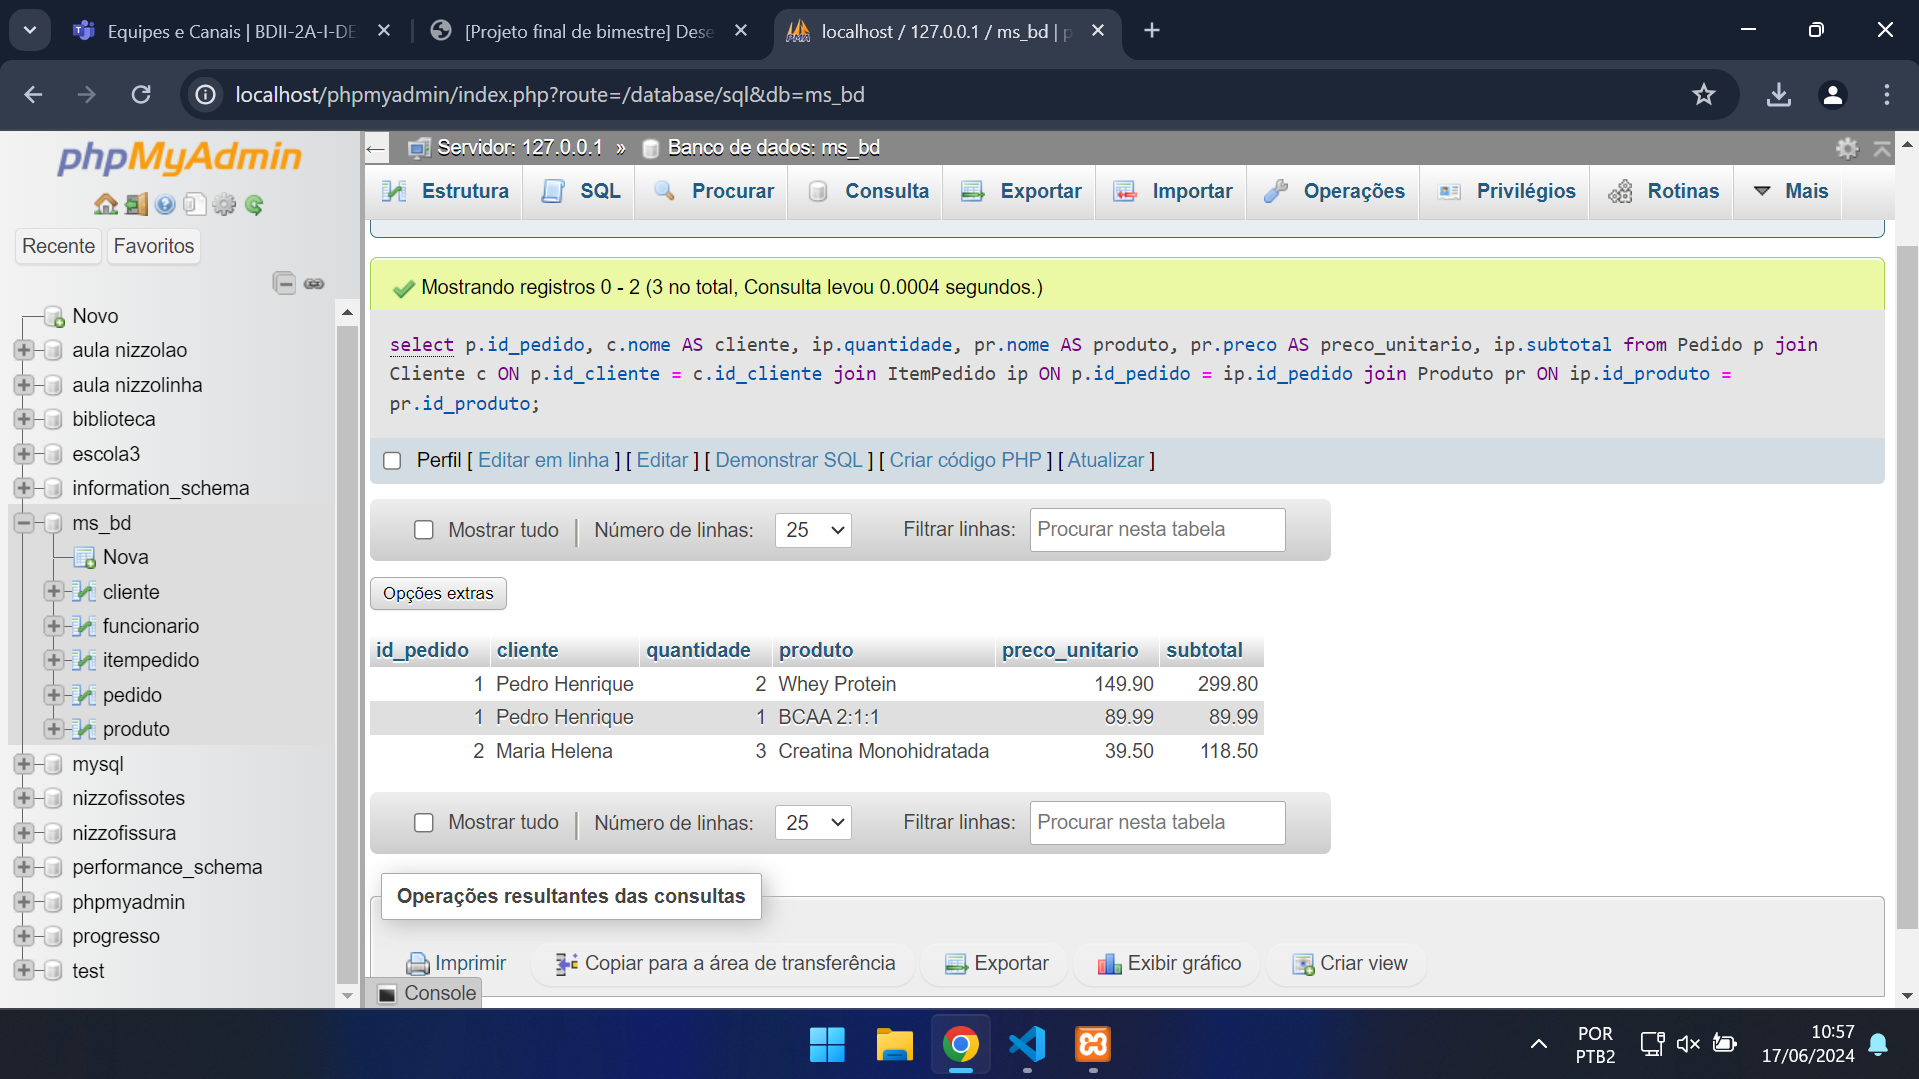 Equipes e Canais | BDII-2A-I-DE
[Projeto final de bimestre] Dese
localhost / 127.0.0.1 / ms_bd | p
localhost/phpmyadmin/index.php?route=/database/sql&db=ms_bd
phpMyAdmin
Recente Favoritos
Novo
aula nizzolao
aula nizzolinha
biblioteca
escola3
information_schema
ms_bd
Nova
cliente
funcionario
itempedido
pedido
produto
mysql
nizzofissotes
nizzofissura
performance_schema
phpmyadmin
progresso
test
Servidor: 127.0.0.1 » Banco de dados: ms_bd
Estrutura SQL Procurar Consulta Exportar Importar Operações Privilégios Rotinas Mais
Mostrando registros 0 - 2 (3 no total, Consulta levou 0.0004 segundos.)
select p.id_pedido, c.nome AS cliente, ip.quantidade, pr.nome AS produto, pr.preco AS preco_unitario, ip.subtotal from Pedido p join
Cliente c ON p.id_cliente = c.id_cliente join ItemPedido ip ON p.id_pedido = ip.id_pedido join Produto pr ON ip.id_produto =
pr.id_produto;
Perfil [ Editar em linha ] [ Editar ] [ Demonstrar SQL ] [ Criar código PHP ] [ Atualizar ]
Mostrar tudo | Número de linhas: 25 Filtrar linhas: Procurar nesta tabela
Opções extras
id_pedido cliente quantidade produto preco_unitario subtotal
1 Pedro Henrique 2 Whey Protein 149.90 299.80
1 Pedro Henrique 1 BCAA 2:1:1 89.99 89.99
2 Maria Helena 3 Creatina Monohidratada 39.50 118.50
Mostrar tudo | Número de linhas: 25 Filtrar linhas: Procurar nesta tabela
Operações resultantes das consultas
Imprimir Copiar para a área de transferência Exportar Exibir gráfico Criar view
Console
POR
PTB2
10:57
17/06/2024